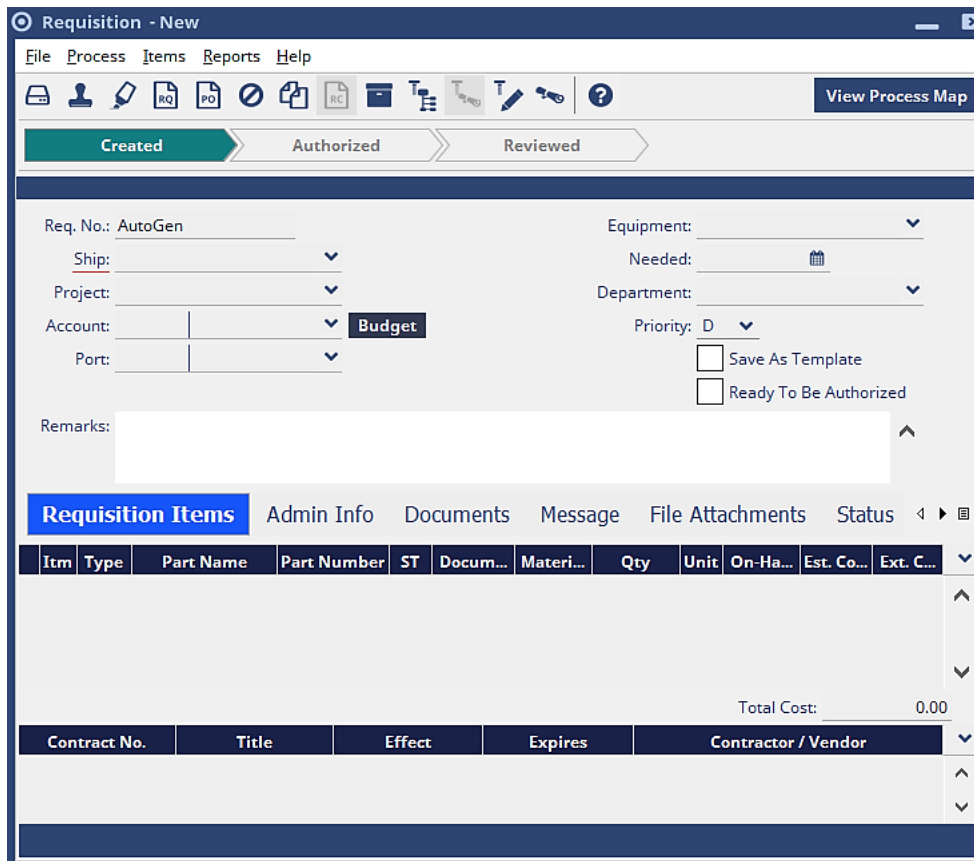 Requisition - New
File Process Items Reports Help
RQ PO RC View Process Map
Created Authorized Reviewed
Req. No.: AutoGen Equipment:
Ship: Needed:
Project: Department:
Account: Budget Priority: D
Port: Save As Template
Ready To Be Authorized
Remarks:
Requisition Items Admin Info Documents Message File Attachments Status
Itm Type Part Name Part Number ST Docum... Materi... Qty Unit On-Ha... Est. Co... Ext. C...
Total Cost: 0.00
Contract No. Title Effect Expires Contractor / Vendor